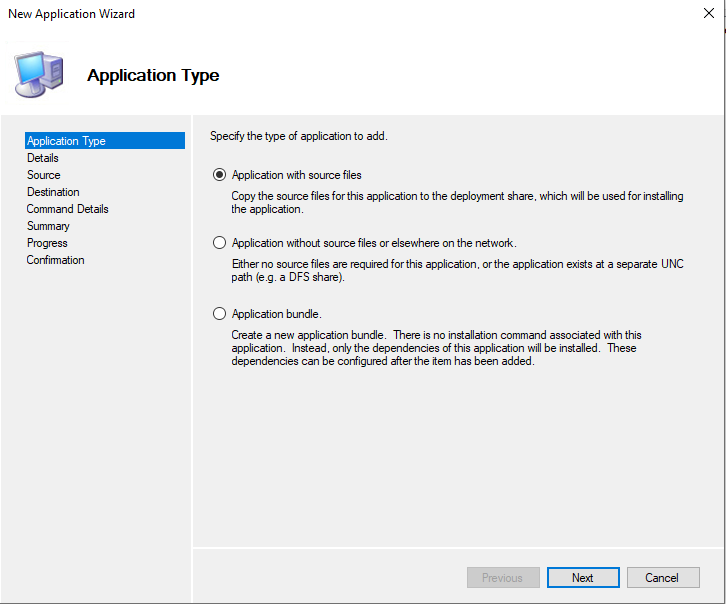 New Application Wizard
Application Type
Application Type
Details
Source
Destination
Command Details
Summary
Progress
Confirmation
Specify the type of application to add.
Application with source files
Copy the source files for this application to the deployment share, which will be used for installing
the application.
Application without source files or elsewhere on the network.
Either no source files are required for this application, or the application exists at a separate UNC
path (e.g. a DFS share).
Application bundle.
Create a new application bundle.  There is no installation command associated with this
application.  Instead, only the dependencies of this application will be installed.  These
dependencies can be configured after the item has been added.
Previous
Next
Cancel